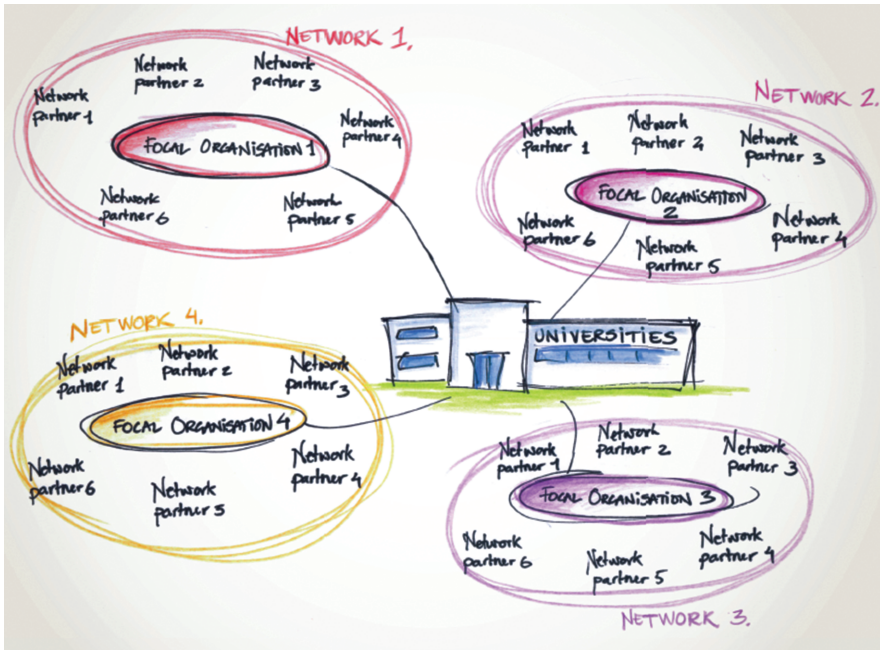 NETWORK 1.
Network
partner 1
Network
partner 2
Network
partner 3
Network
partner 4
FOCAL ORGANISATION 1
Network
partner 6
Network
partner 5
NETWORK 2.
Network
partner 1
Network
partner 2
Network
partner 3
FOCAL ORGANISATION
2
Network
partner 6
Network
partner 5
Network
partner 4
UNIVERSITIES
NETWORK 4.
Network
partner 1
Network
partner 2
Network
partner 3
FOCAL ORGANISATION 4
Network
partner 6
Network
partner 5
Network
partner 4
Network
partner 1
Network
partner 2
Network
partner 3
FOCAL ORGANISATION 3
Network
partner 6
Network
partner 5
Network
partner 4
NETWORK 3.